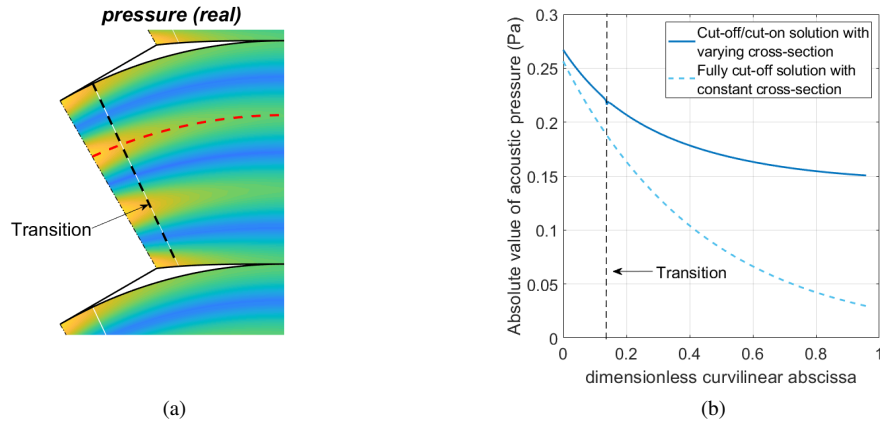 pressure (real)
Transition
(a)
Absolute value of acoustic pressure (Pa)
0.3
0.25
0.2
0.15
0.1
0.05
0
Cut-off/cut-on solution with
varying cross-section
Fully cut-off solution with
constant cross-section
Transition
0 0.2 0.4 0.6 0.8 1
dimensionless curvilinear abscissa
(b)